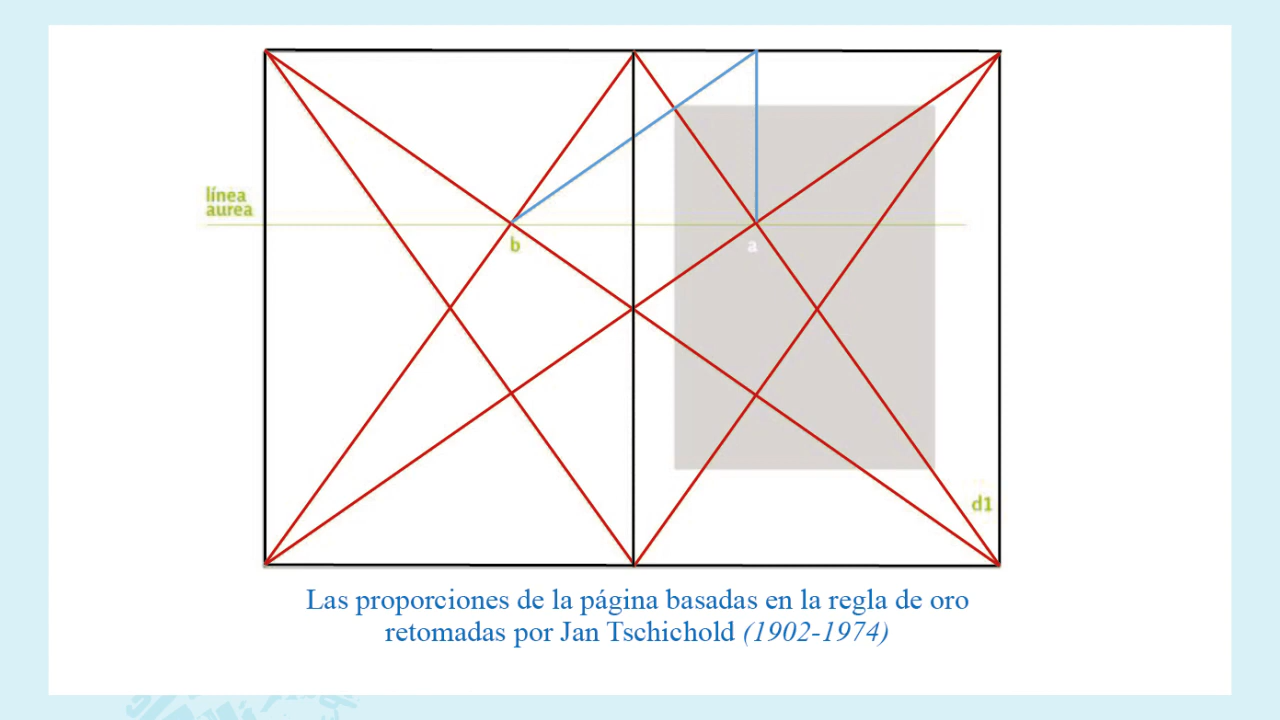 línea
aurea
b
a
d1
Las proporciones de la página basadas en la regla de oro
retomadas por Jan Tschichold (1902-1974)